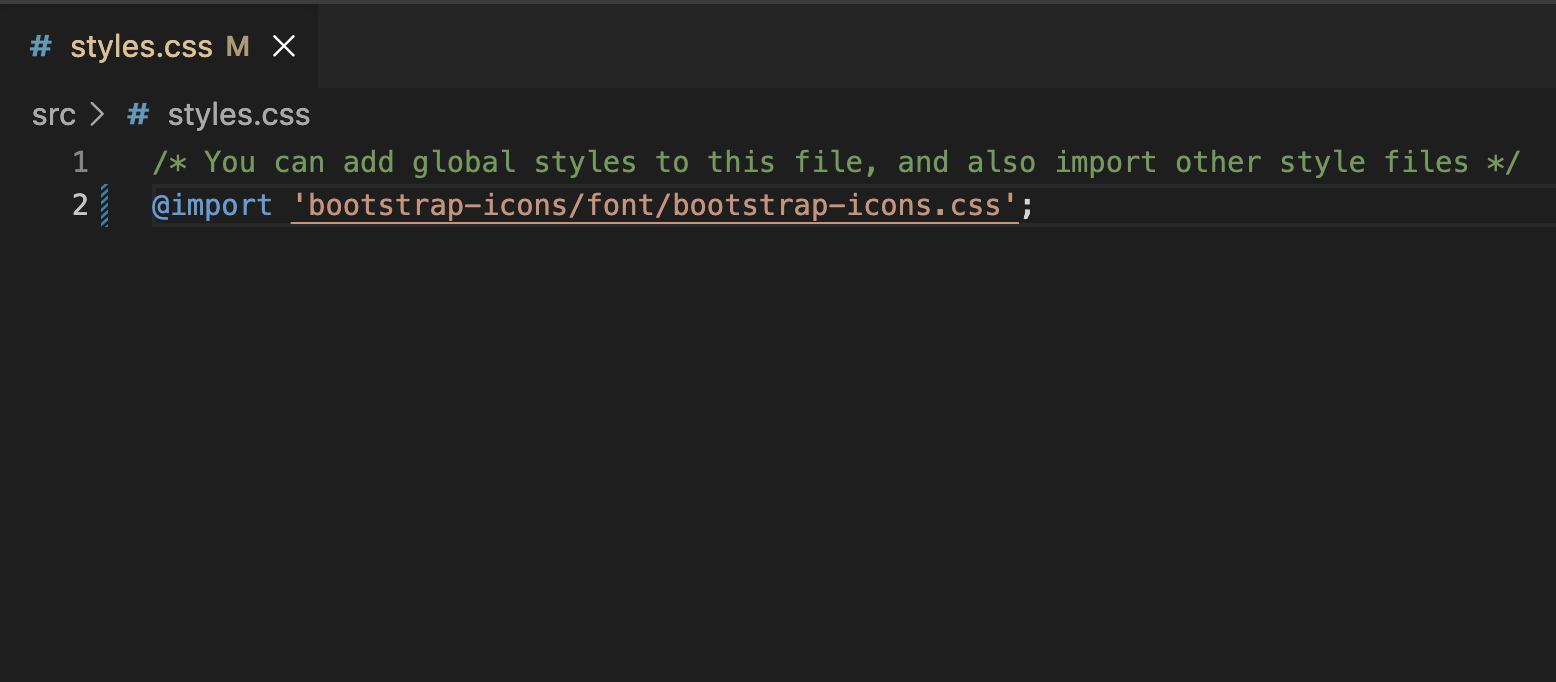 # styles.css M ×
src > # styles.css
1 /* You can add global styles to this file, and also import other style files */
2 @import 'bootstrap-icons/font/bootstrap-icons.css';